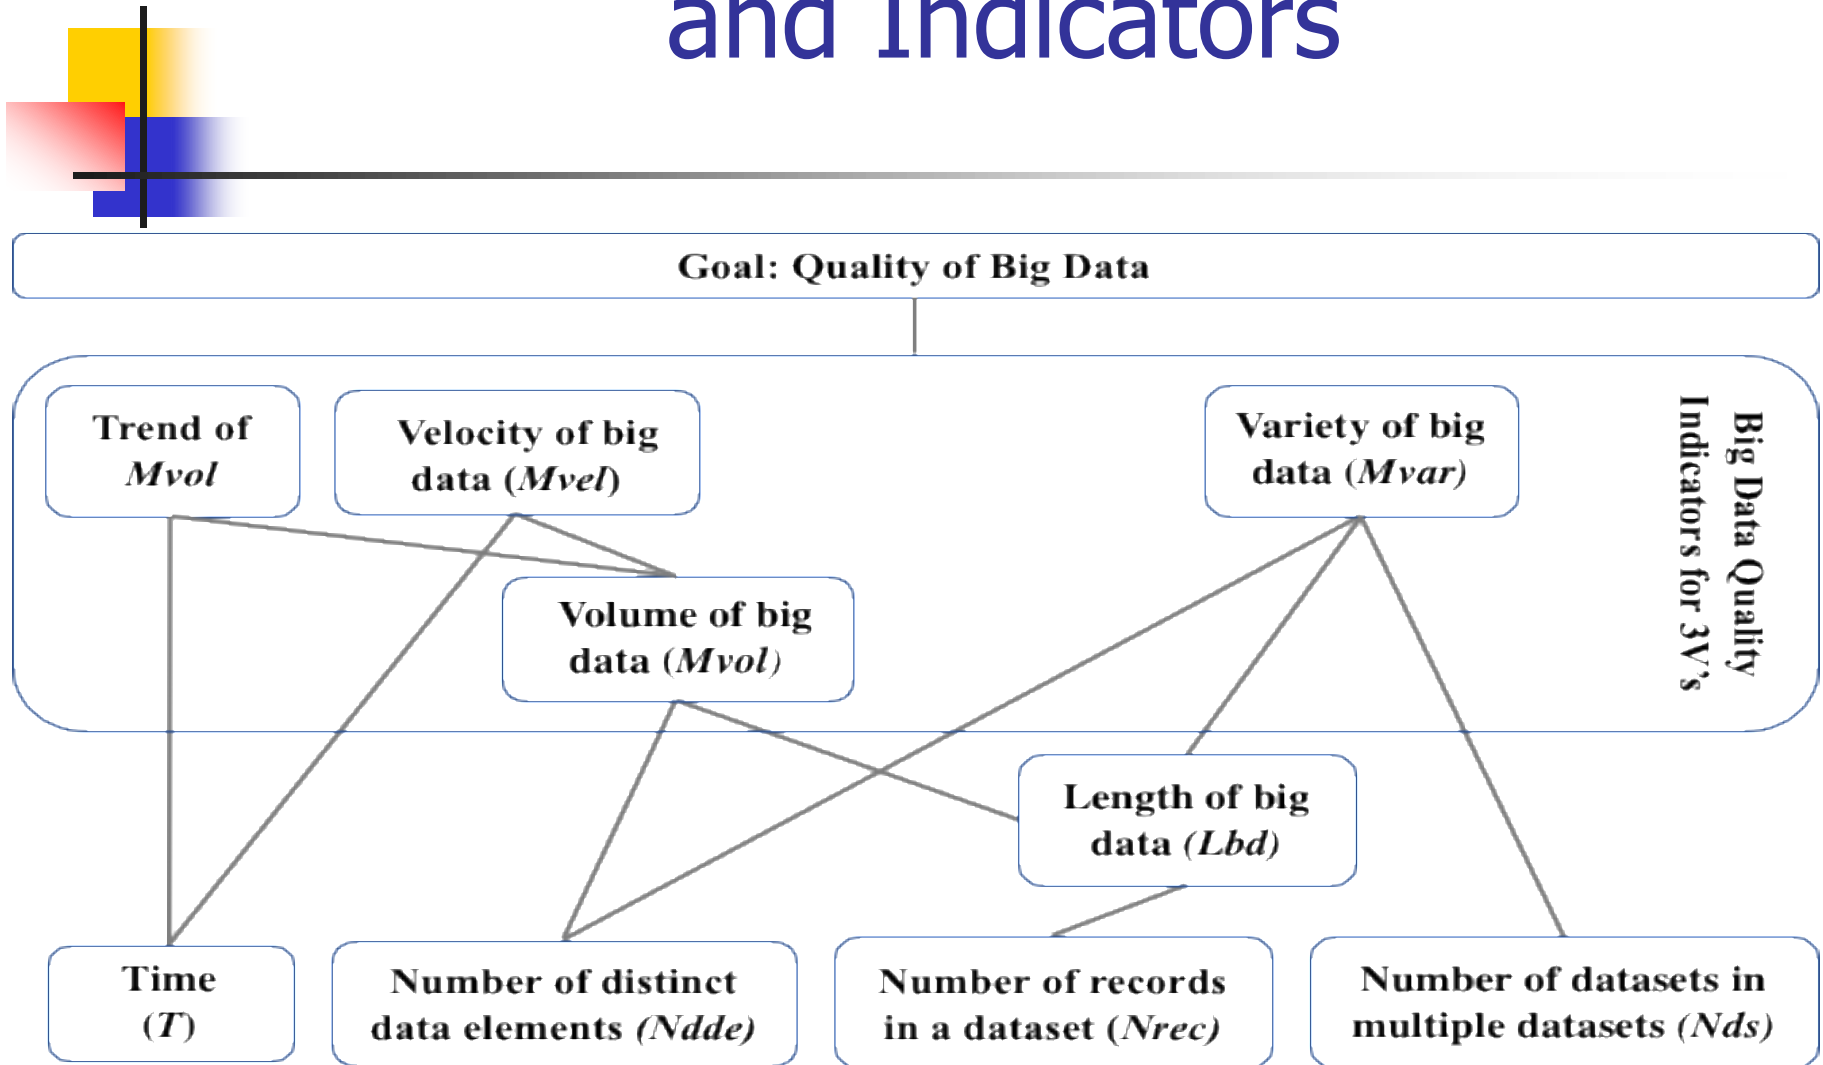 and Indicators
Goal: Quality of Big Data
Trend of
Mvol
Velocity of big
data (Mvel)
Variety of big
data (Mvar)
Big Data Quality
Indicators for 3V's
Volume of big
data (Mvol)
Length of big
data (Lbd)
Time
(T)
Number of distinct
data elements (Ndde)
Number of records
in a dataset (Nrec)
Number of datasets in
multiple datasets (Nds)